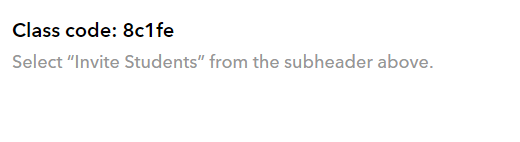 Class code: 8c1fe
Select “Invite Students” from the subheader above.